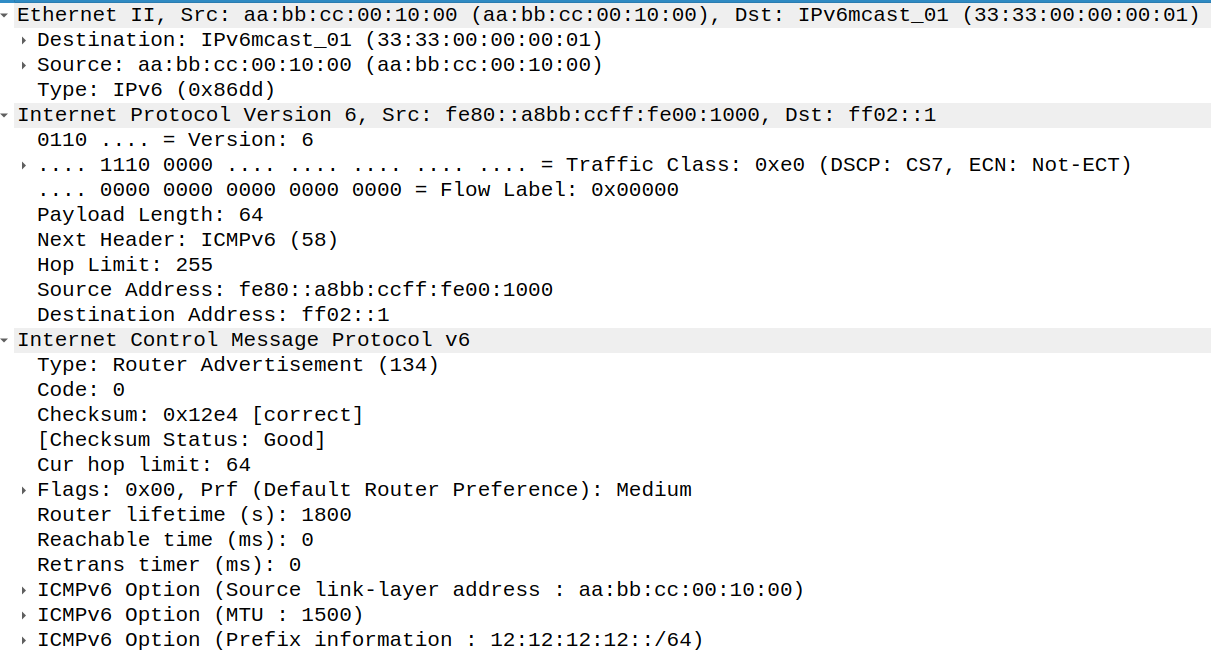 Ethernet II, Src: aa:bb:cc:00:10:00 (aa:bb:cc:00:10:00), Dst: IPv6mcast_01 (33:33:00:00:00:01)
Destination: IPv6mcast_01 (33:33:00:00:00:01)
Source: aa:bb:cc:00:10:00 (aa:bb:cc:00:10:00)
Type: IPv6 (0x86dd)
Internet Protocol Version 6, Src: fe80::a8bb:ccff:fe00:1000, Dst: ff02::1
0110 .... = Version: 6
.... 1110 0000 .... .... .... .... .... = Traffic Class: 0xe0 (DSCP: CS7, ECN: Not-ECT)
.... 0000 0000 0000 0000 0000 = Flow Label: 0x00000
Payload Length: 64
Next Header: ICMPv6 (58)
Hop Limit: 255
Source Address: fe80::a8bb:ccff:fe00:1000
Destination Address: ff02::1
Internet Control Message Protocol v6
Type: Router Advertisement (134)
Code: 0
Checksum: 0x12e4 [correct]
[Checksum Status: Good]
Cur hop limit: 64
Flags: 0x00, Prf (Default Router Preference): Medium
Router lifetime (s): 1800
Reachable time (ms): 0
Retrans timer (ms): 0
ICMPv6 Option (Source link-layer address : aa:bb:cc:00:10:00)
ICMPv6 Option (MTU : 1500)
ICMPv6 Option (Prefix information : 12:12:12:12::/64)